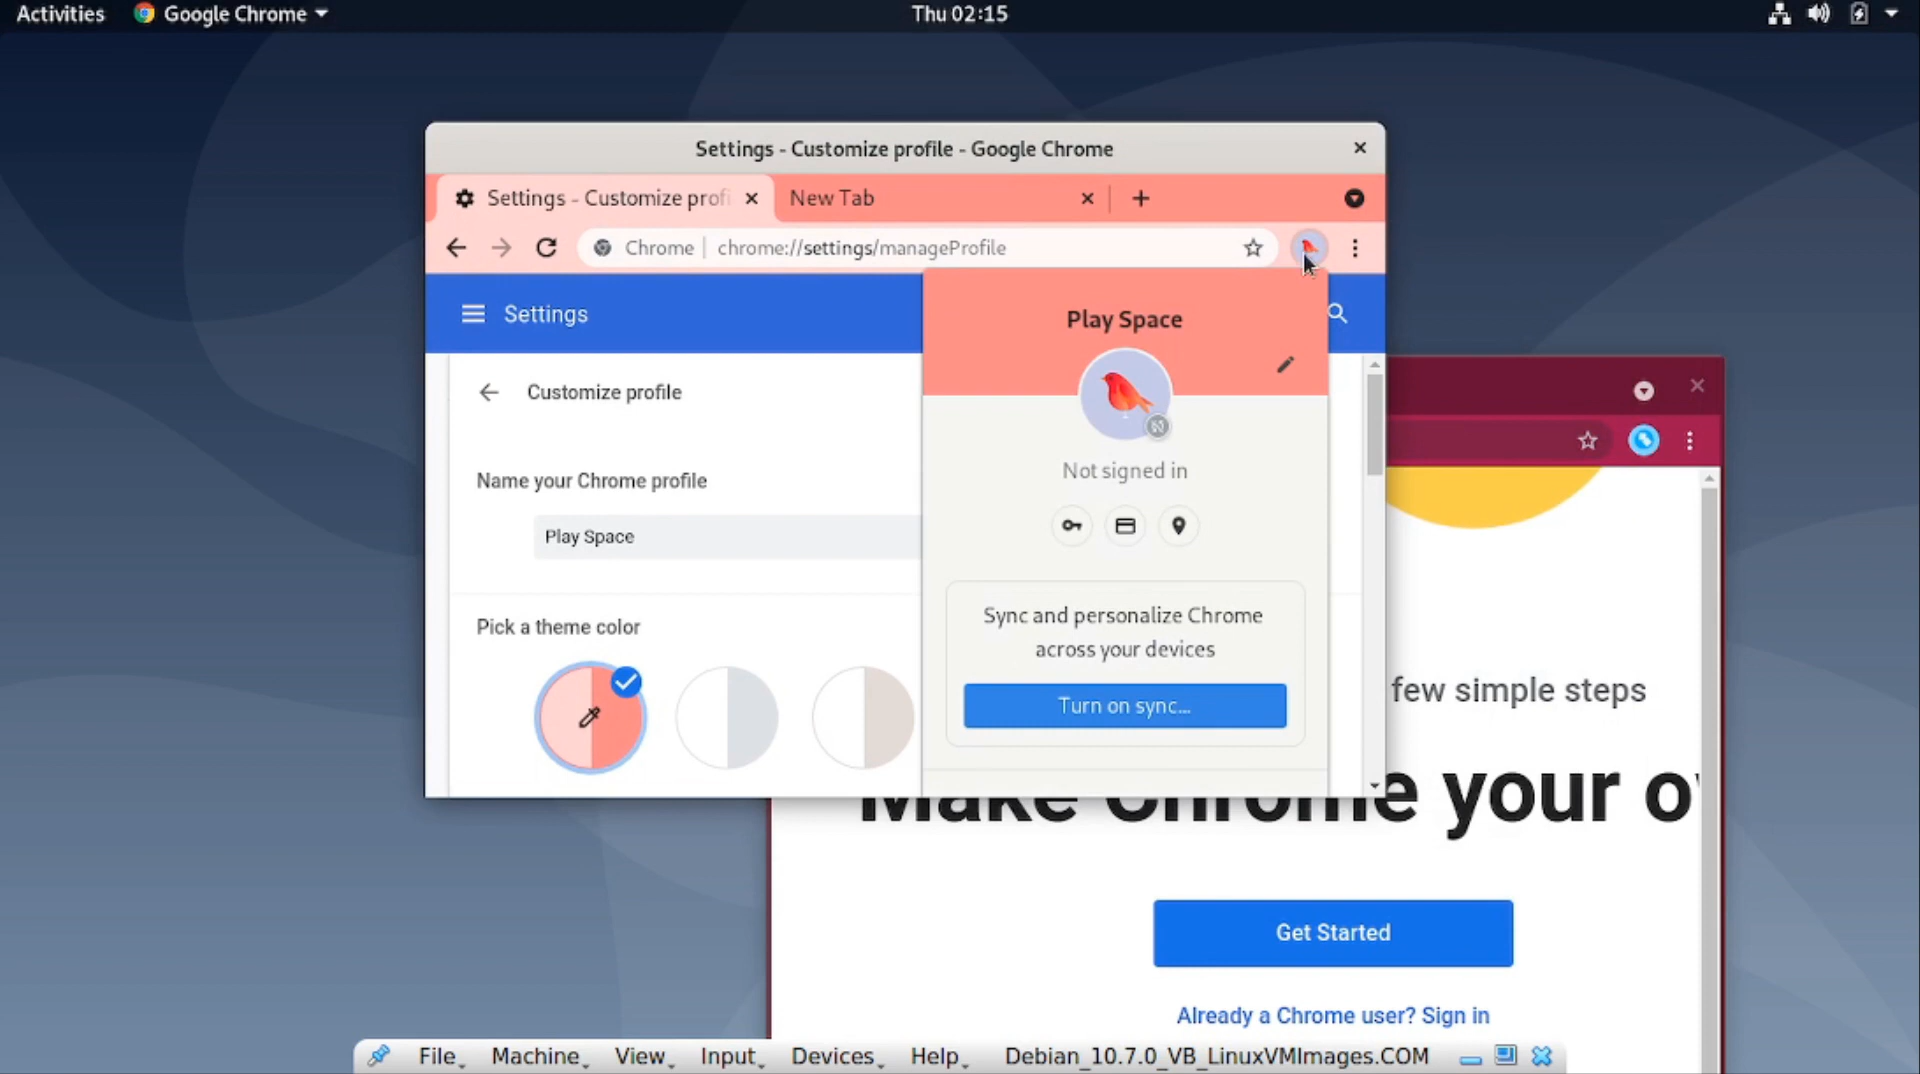 Activities
Google Chrome
Thu 02:15
Settings - Customize profile - Google Chrome
Settings - Customize profi
New Tab
Chrome
chrome://settings/manageProfile
Settings
Play Space
Customize profile
Not signed in
Name your Chrome profile
Play Space
Sync and personalize Chrome
across your devices
Pick a theme color
Turn on sync...
few simple steps
Make Chrome your o
Get Started
Already a Chrome user? Sign in
File
Machine
View
Input
Devices
Help
Debian_10.7.0_VB_LinuxVMImages.COM